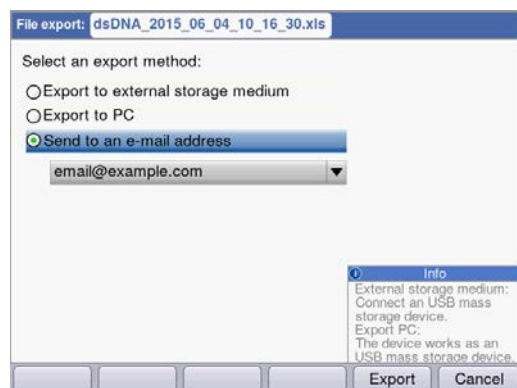 File export: dsDNA_2015_06_04_10_16_30.xls
Select an export method:
Export to external storage medium
Export to PC
Send to an e-mail address
email@example.com
Info
External storage medium:
Connect an USB mass
storage device.
Export PC:
The device works as an
USB mass storage device.
Export Cancel